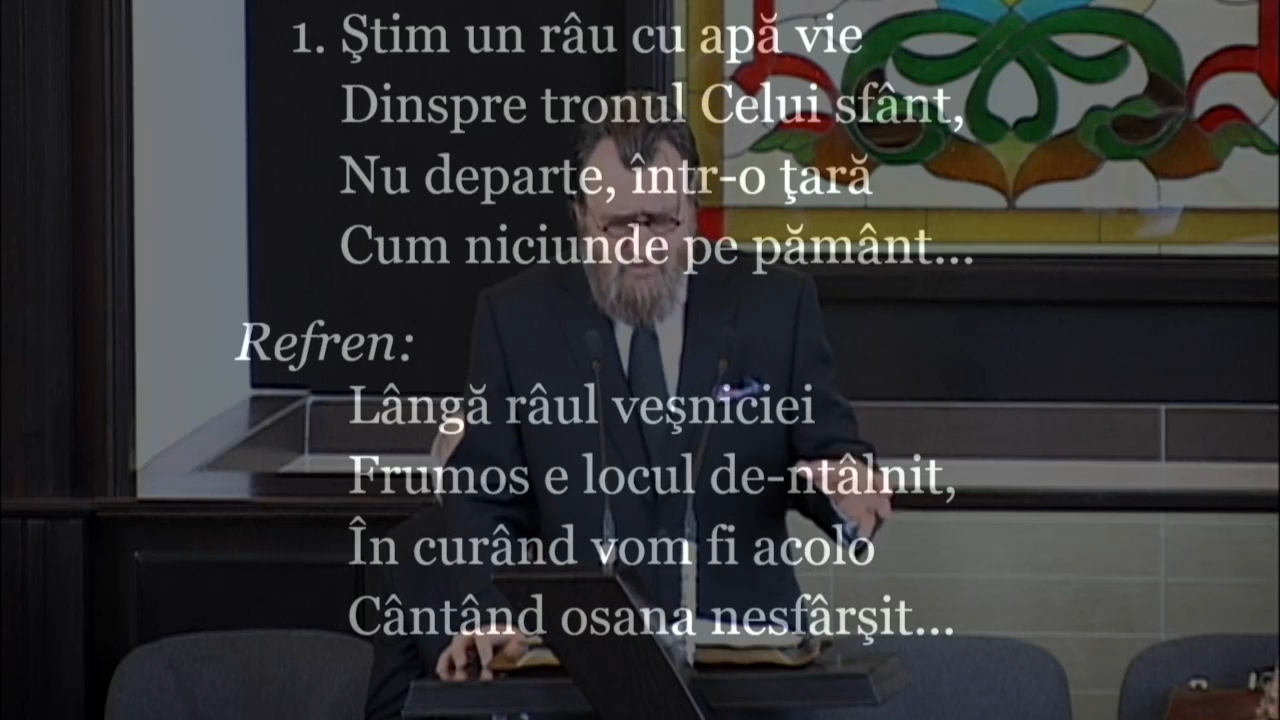 1. Ştim un râu cu apă vie
Dinspre tronul Celui sfânt,
Nu departe, într-o ţară
Cum niciunde pe pământ...
Refren:
Lângă râul veşniciei
Frumos e locul de-ntâlnit,
În curând vom fi acolo
Cântând osana nesfârşit...